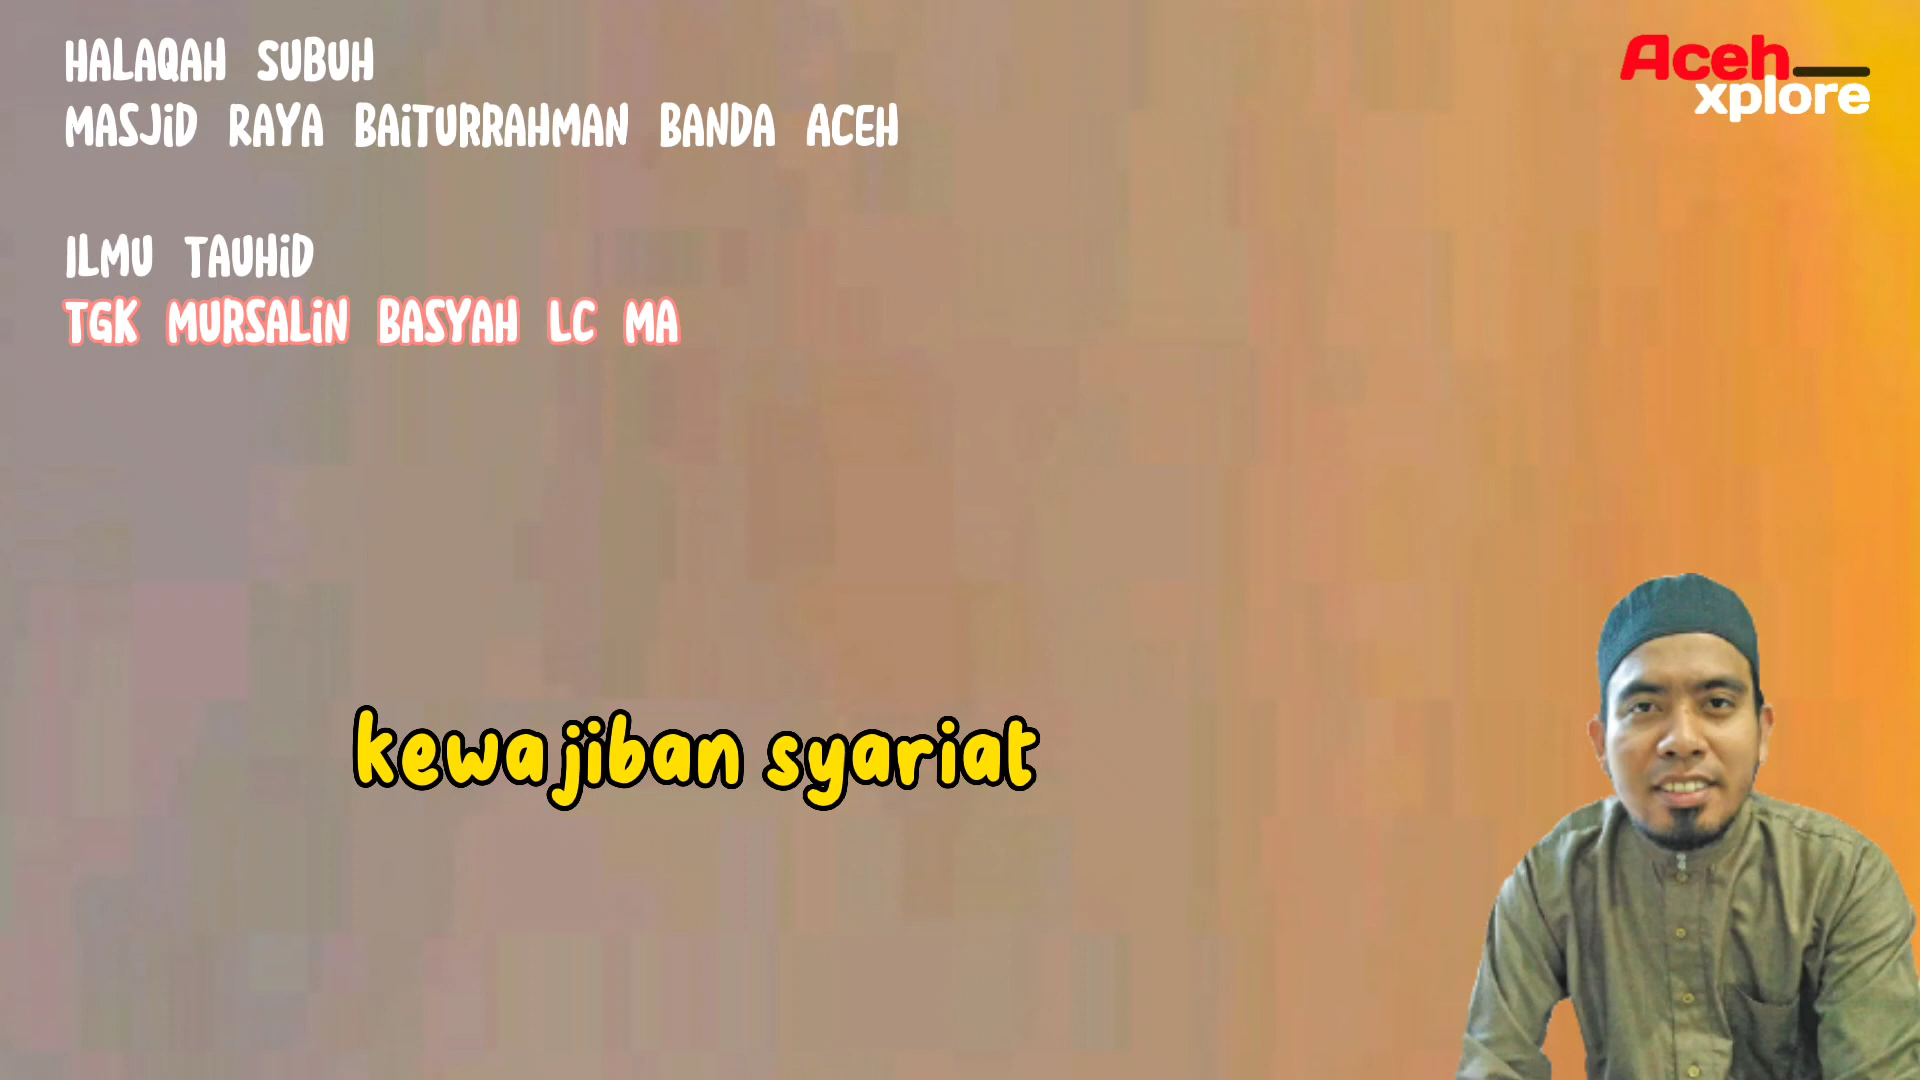 HALAQAH SUBUH
MASJID RAYA BAITURRAHMAN BANDA ACEH
ILMU TAUHID
TGK MURSALIN BASYAH LC MA
Aceh
xplore
kewajiban syariat